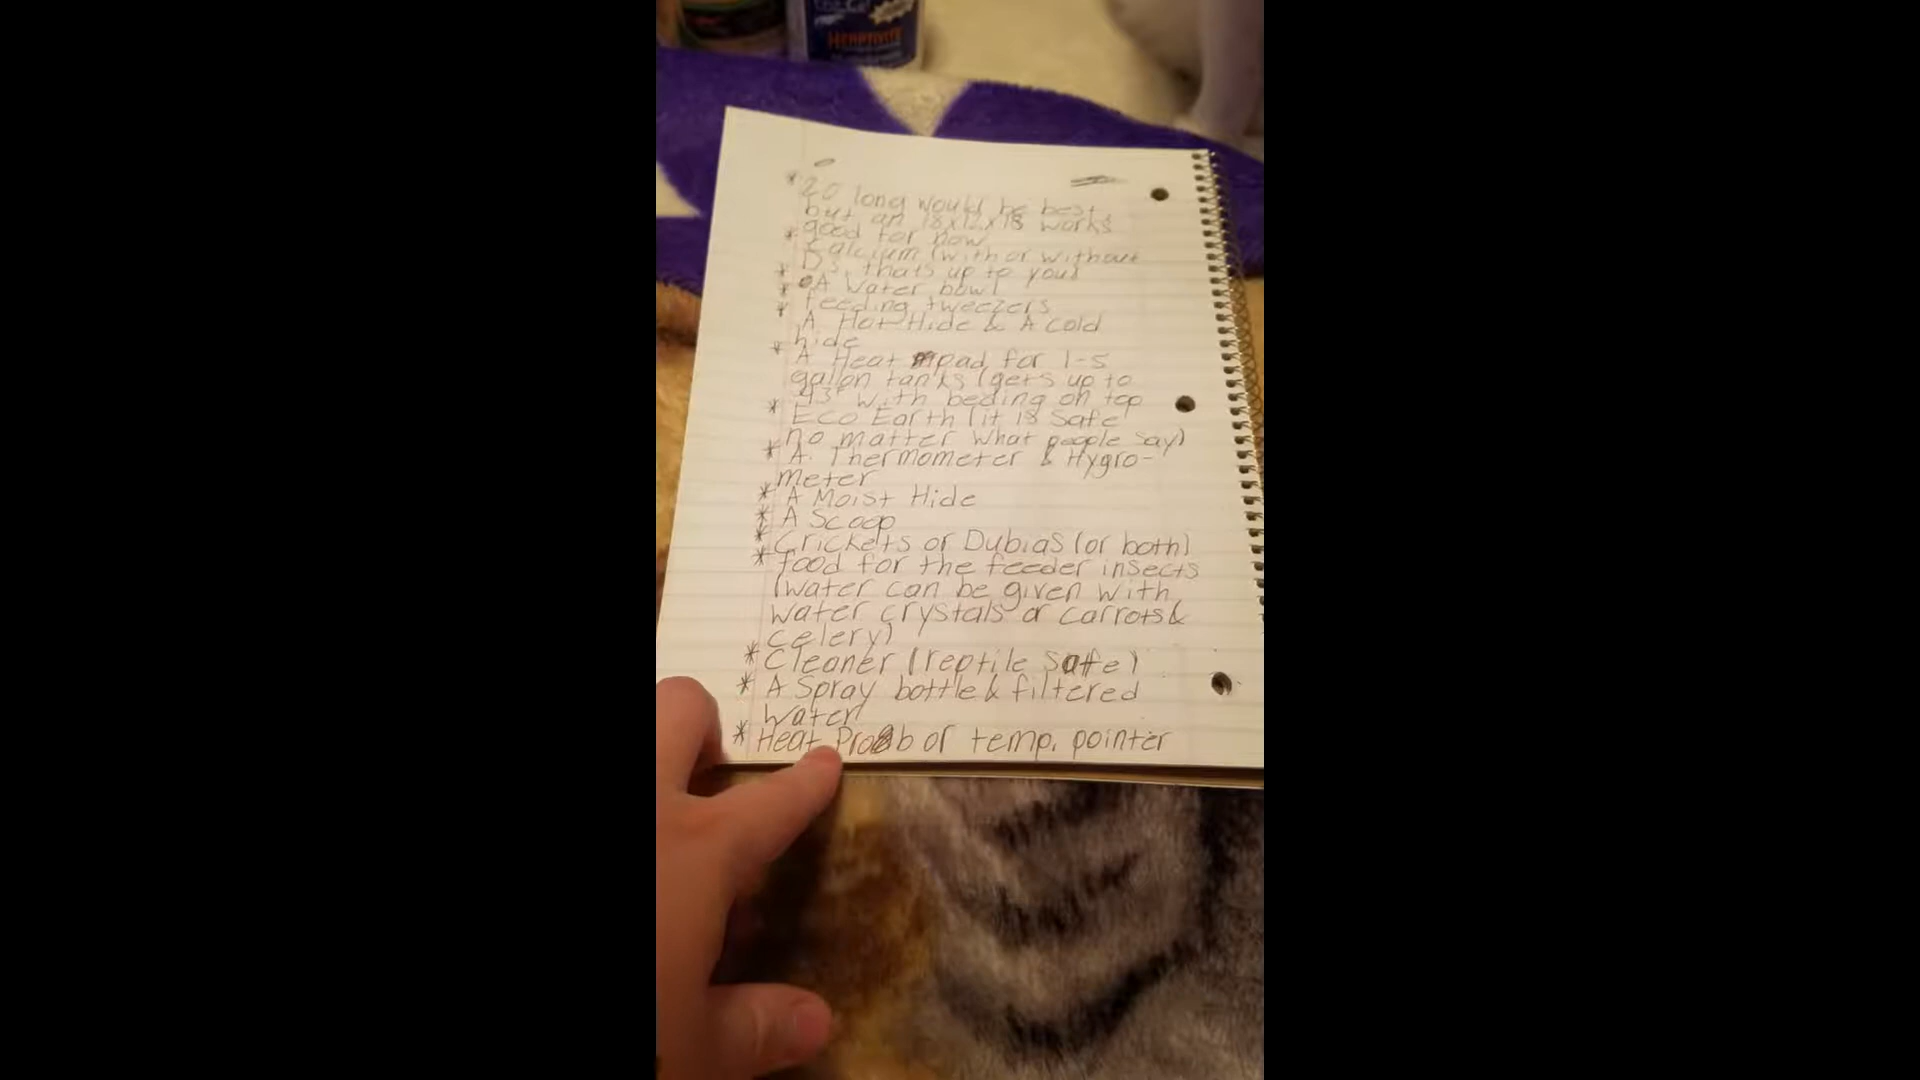 HERPTIVITE
* 20 long would be best
but an 18x12x18 works
* good for now
Calcium (with or without
* D3, thats up to you)
* A Water bowl
* feeding tweezers
A Hot Hide & A cold
hide
* A Heat pad for 1-5
gallon tanks (gets up to
93° with beding on top
* Eco Earth (it is safe
no matter what people say)
* A Thermometer & Hygro-
meter
* A Moist Hide
* A Scoop
* Crickets or Dubias (or both)
* food for the feeder insects
(water can be given with
water crystals or carrots &
celery)
* Cleaner (reptile safe)
* A Spray bottle & filtered
water
* Heat Prob or temp. pointer